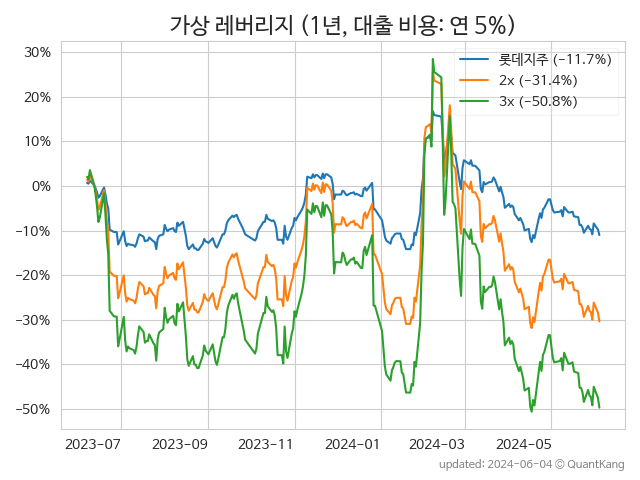 가상 레버리지 (1년, 대출 비용: 연 5%)
롯데지주 (−11.7%)
2x (−31.4%)
3x (−50.8%)
30%
20%
10%
0%
−10%
−20%
−30%
−40%
−50%
2023-07 2023-09 2023-11 2024-01 2024-03 2024-05
updated: 2024-06-04 © QuantKang